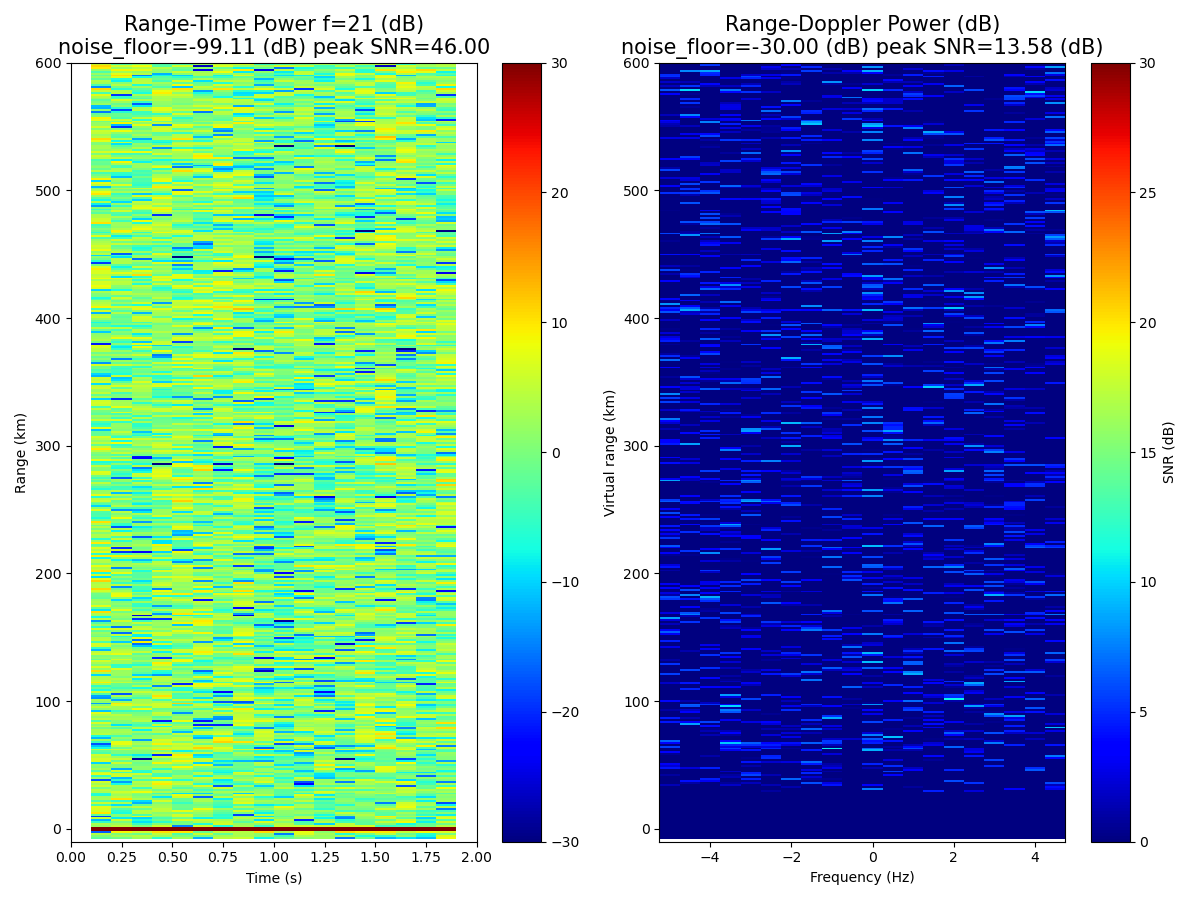 Range-Time Power f=21 (dB)
noise_floor=-99.11 (dB) peak SNR=46.00
Range (km)
600
500
400
300
200
100
0
0.00 0.25 0.50 0.75 1.00 1.25 1.50 1.75 2.00
Time (s)
30
20
10
0
−10
−20
−30
Range-Doppler Power (dB)
noise_floor=-30.00 (dB) peak SNR=13.58 (dB)
Virtual range (km)
600
500
400
300
200
100
0
−4 −2 0 2 4
Frequency (Hz)
30
25
20
15
10
5
0
SNR (dB)